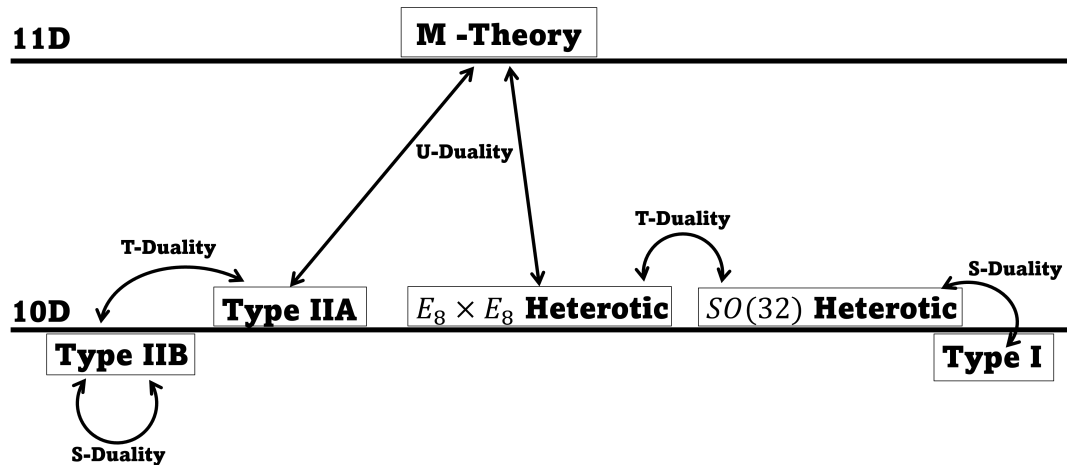 11D
M -Theory
U-Duality
T-Duality
T-Duality
S-Duality
10D
Type IIA
E₈ × E₈ Heterotic
SO(32) Heterotic
Type IIB
Type I
S-Duality